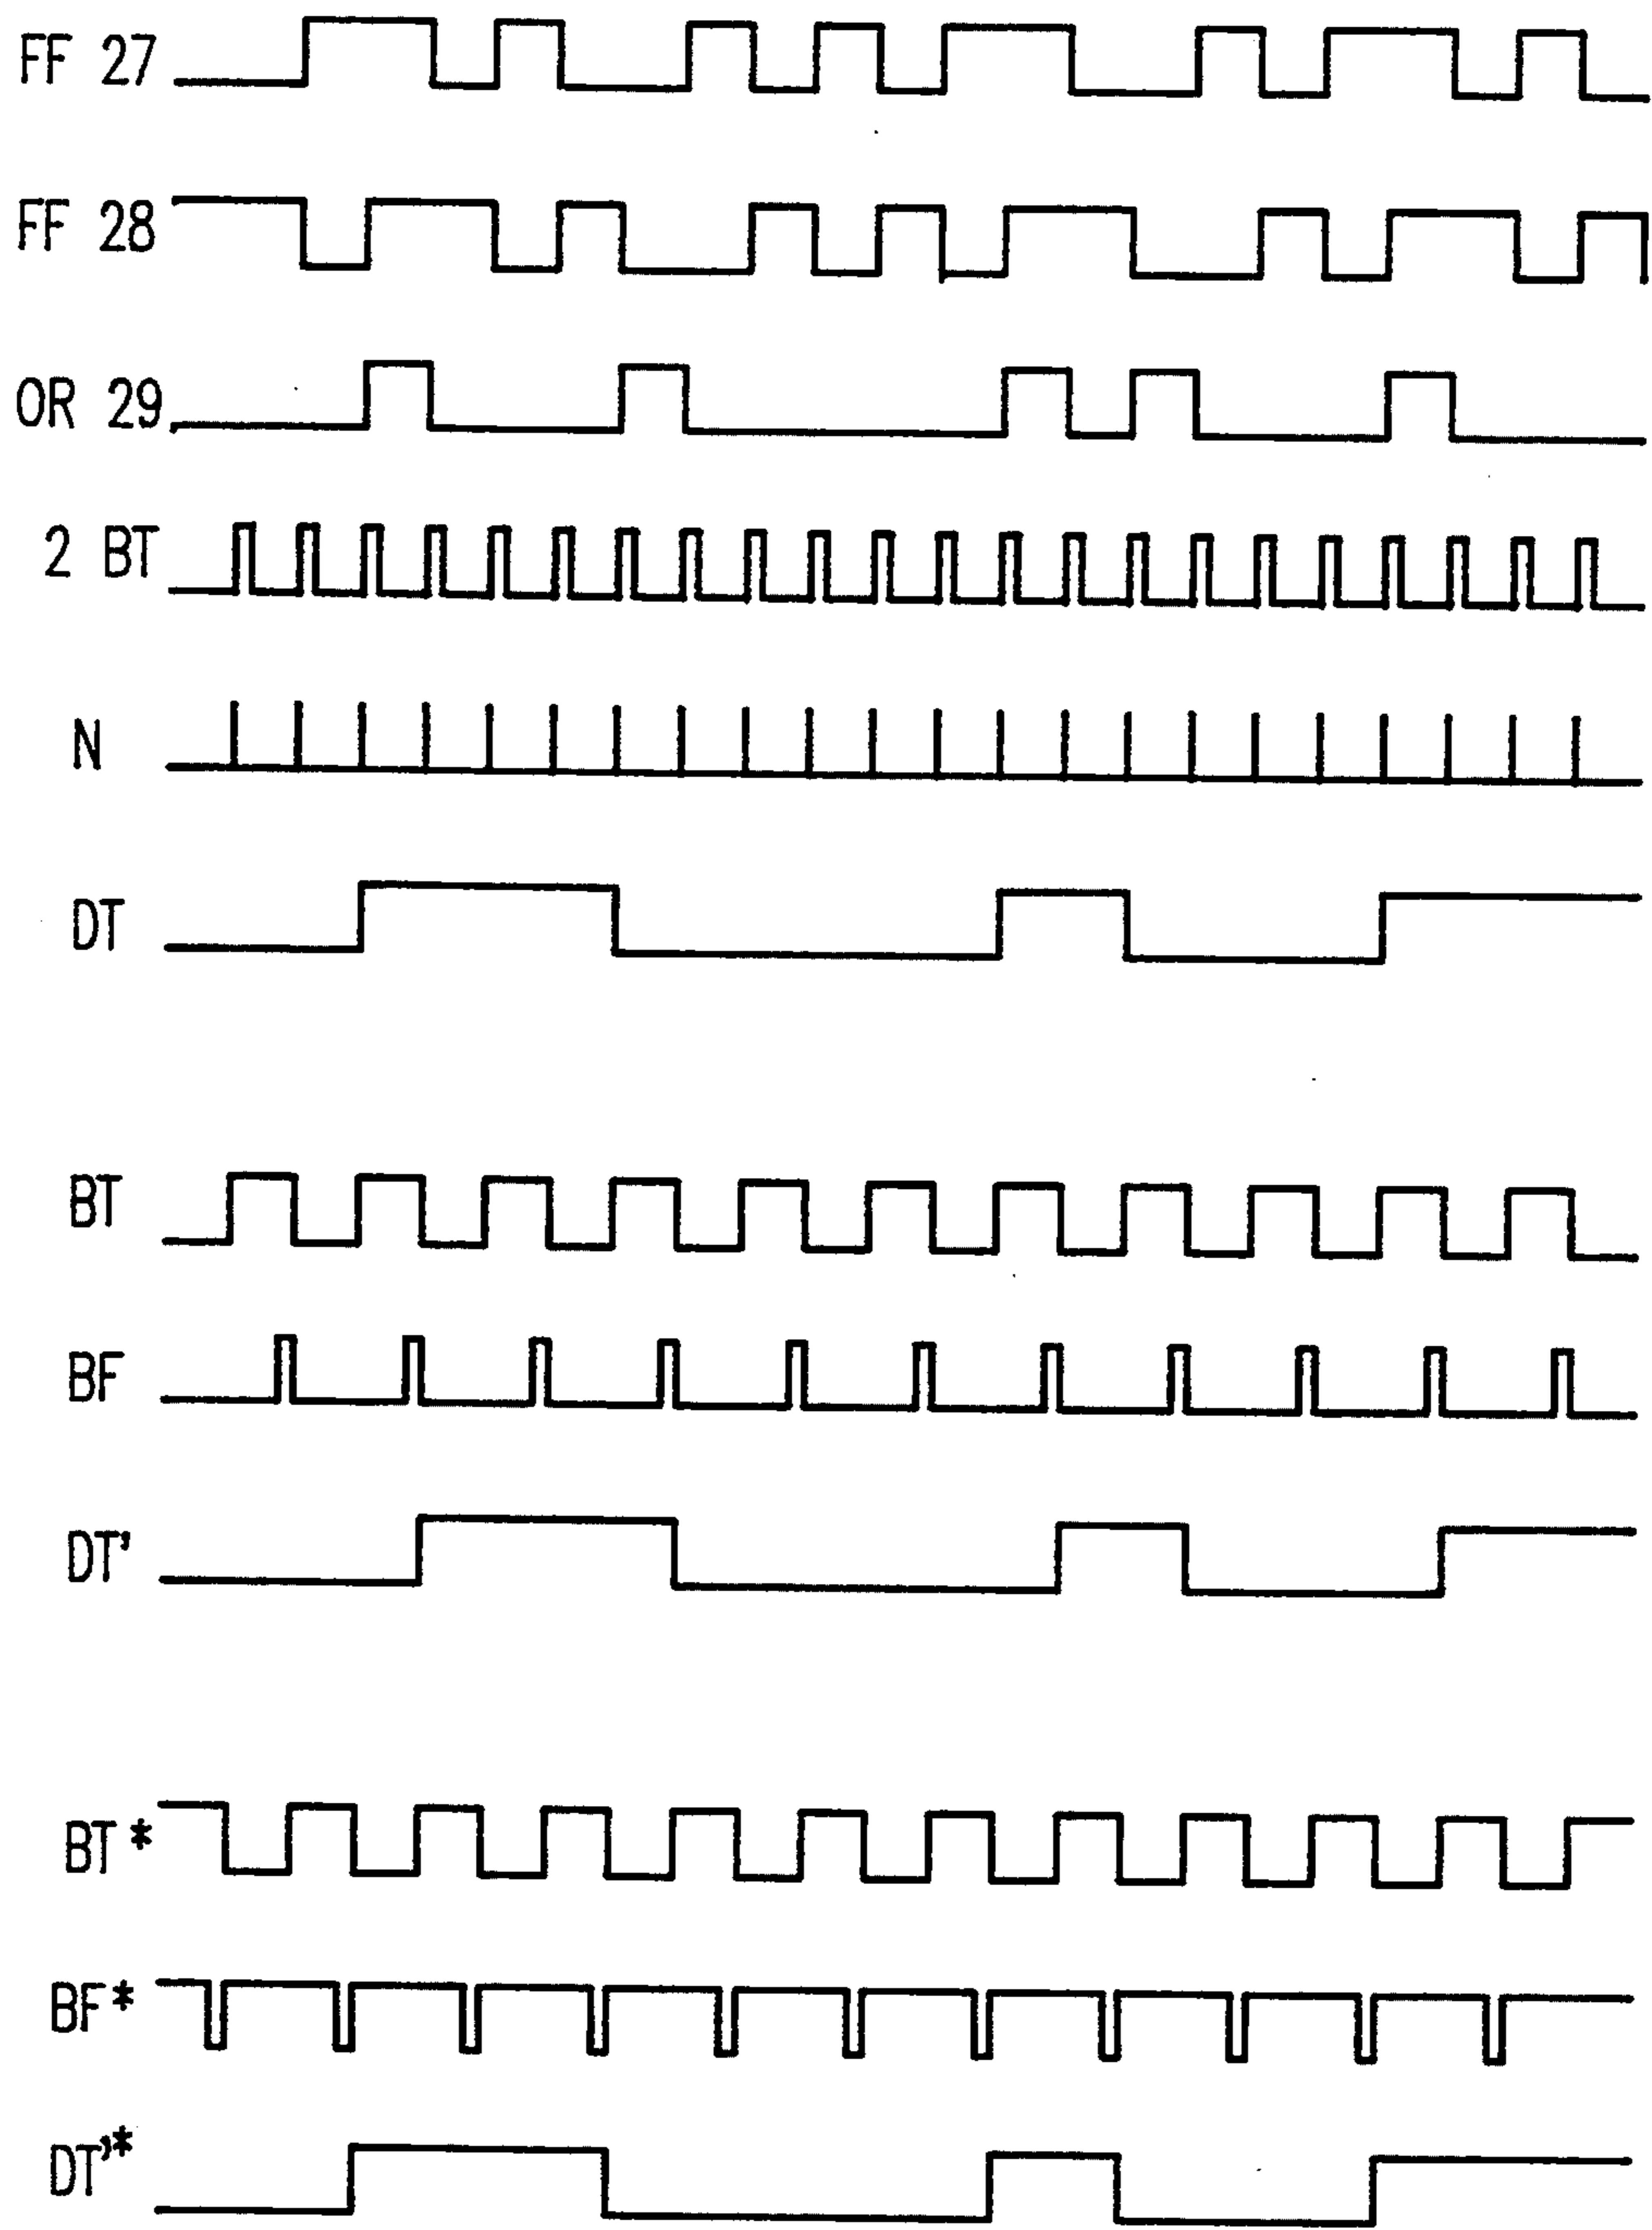 FF 27
FF 28
OR 29
2 BT
N
DT
BT
BF
DT'
BT*
BF*
DT'*